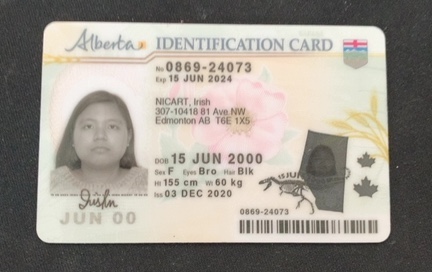 Alberta IDENTIFICATION CARD
No 0869-24073
Exp 15 JUN 2024
NICART, Irish
307-10418 81 Ave NW
Edmonton AB T6E 1X5
DOB 15 JUN 2000
Sex F Eyes Bro Hair Blk
Ht 155 cm Wt 60 kg
Iss 03 DEC 2020
JUN 00
0869-24073